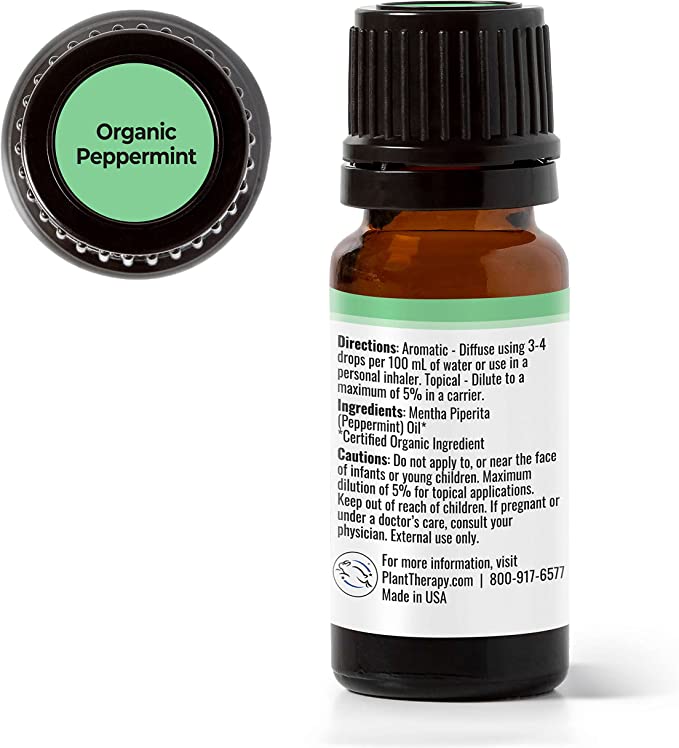 Organic
Peppermint
Directions: Aromatic - Diffuse using 3-4
drops per 100 mL of water or use in a
personal inhaler. Topical - Dilute to a
maximum of 5% in a carrier.
Ingredients: Mentha Piperita
(Peppermint) Oil*
*Certified Organic Ingredient
Cautions: Do not apply to, or near the face
of infants or young children. Maximum
dilution of 5% for topical applications.
Keep out of reach of children. If pregnant or
under a doctor's care, consult your
physician. External use only.
For more information, visit
PlantTherapy.com | 800-917-6577
Made in USA